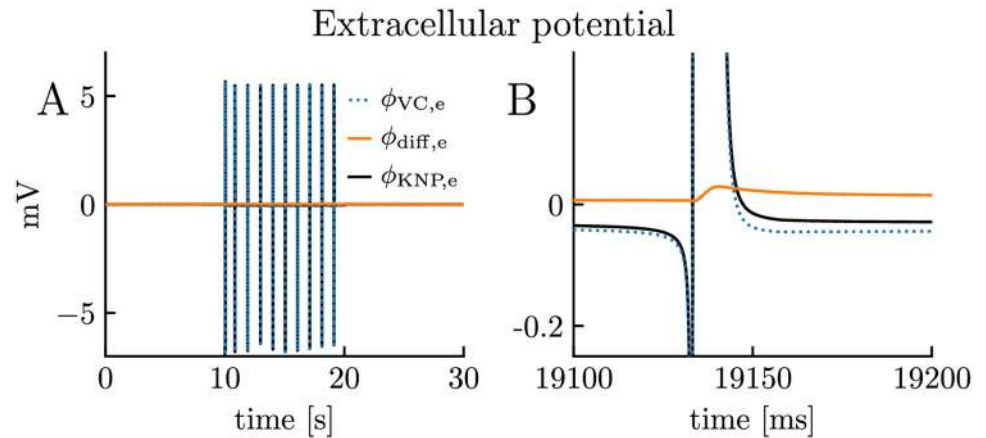 Extracellular potential
A
mV
5
0
−5
ϕVC,e
ϕdiff,e
ϕKNP,e
0 10 20 30
time [s]
B
0
-0.2
19100 19150 19200
time [ms]